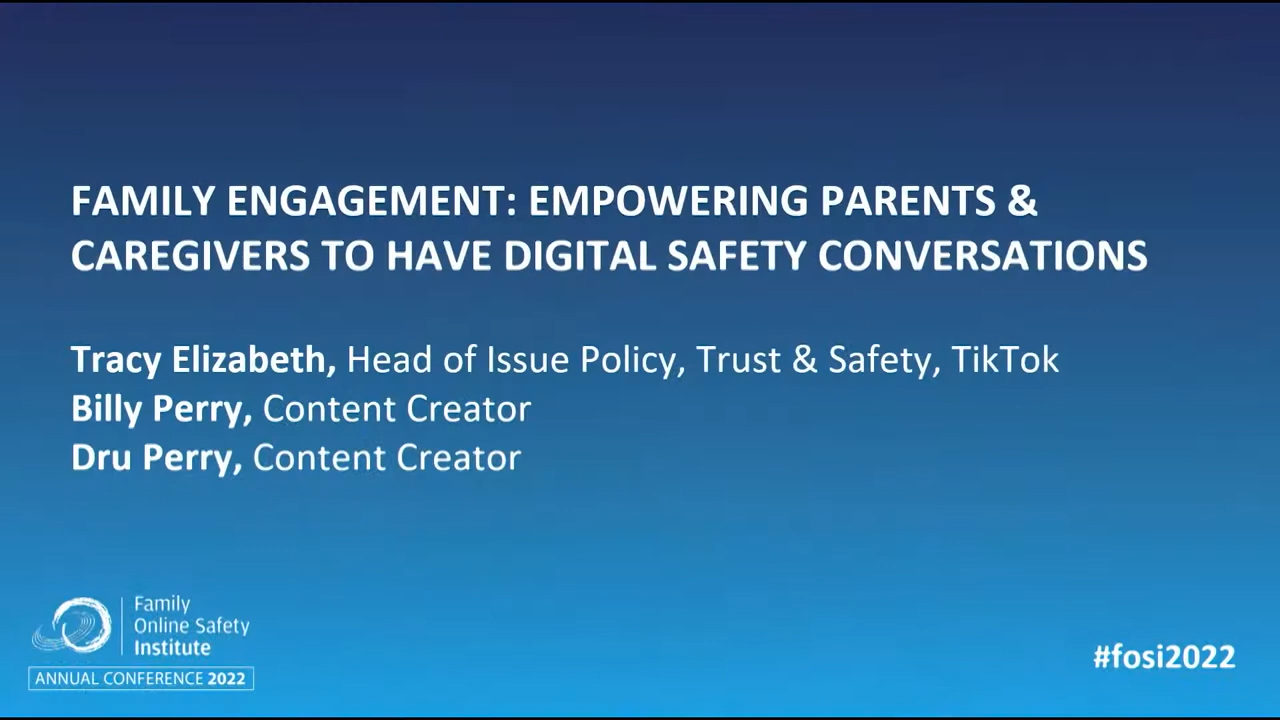 FAMILY ENGAGEMENT: EMPOWERING PARENTS &
CAREGIVERS TO HAVE DIGITAL SAFETY CONVERSATIONS
Tracy Elizabeth, Head of Issue Policy, Trust & Safety, TikTok
Billy Perry, Content Creator
Dru Perry, Content Creator
Family
Online Safety
Institute
ANNUAL CONFERENCE 2022
#fosi2022